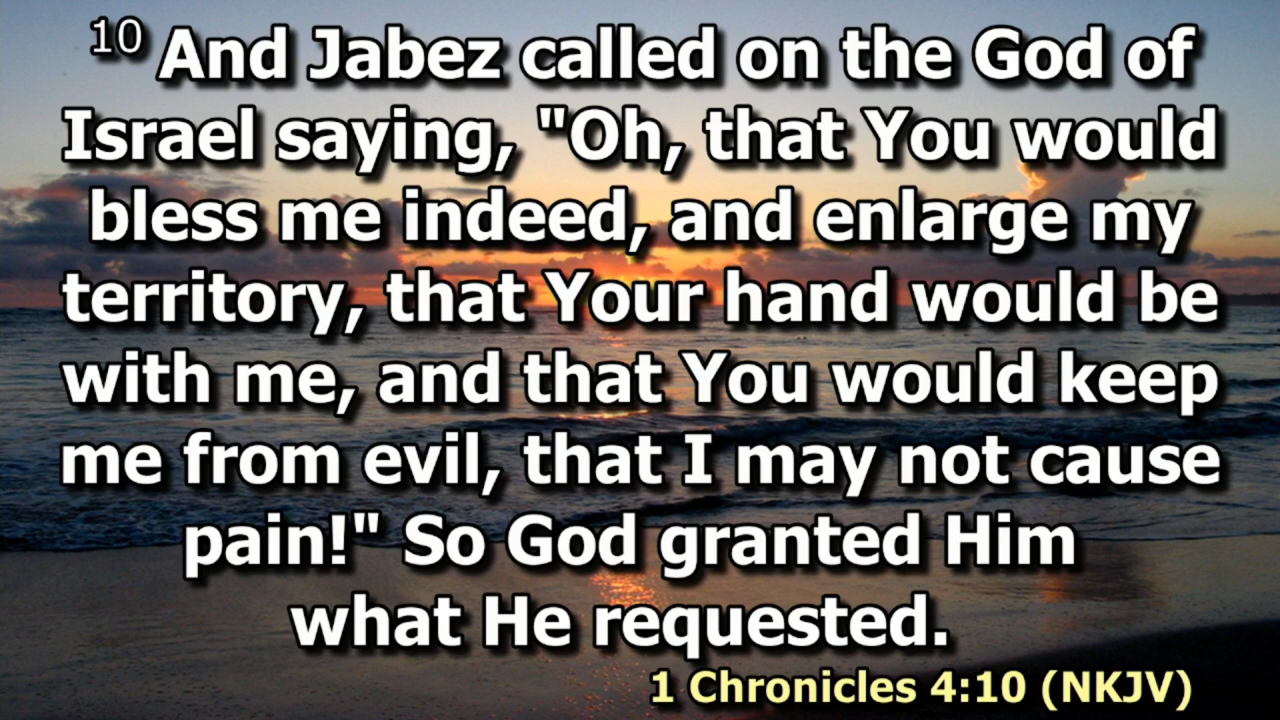 10 And Jabez called on the God of
Israel saying, "Oh, that You would
bless me indeed, and enlarge my
territory, that Your hand would be
with me, and that You would keep
me from evil, that I may not cause
pain!" So God granted Him
what He requested.
1 Chronicles 4:10 (NKJV)